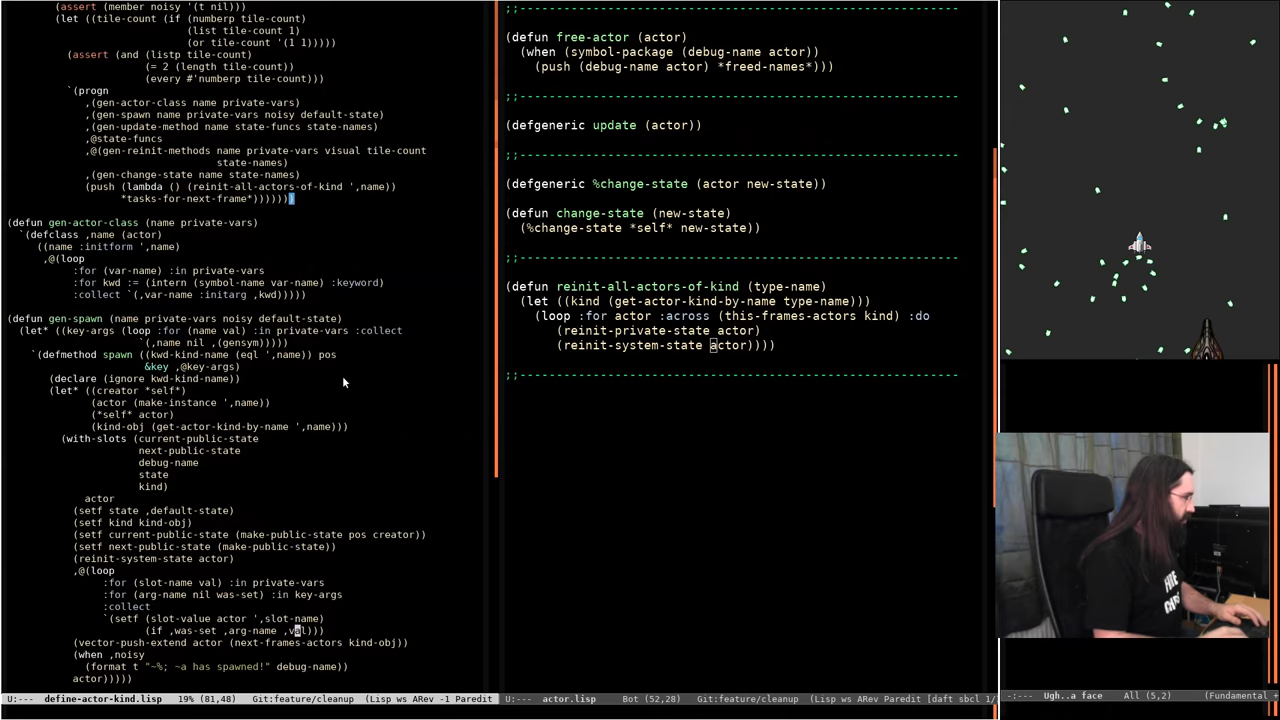 (assert (member noisy '(t nil)))
(let ((tile-count (if (numberp tile-count)
(list tile-count 1)
(or tile-count '(1 1)))))
(assert (and (listp tile-count)
(= 2 (length tile-count))
(every #'numberp tile-count)))
`(progn
,(gen-actor-class name private-vars)
,(gen-spawn name private-vars noisy default-state)
,(gen-update-method name state-funcs state-names)
,@state-funcs
,@(gen-reinit-methods name private-vars visual tile-count
state-names)
,(gen-change-state name state-names)
(push (lambda () (reinit-all-actors-of-kind ',name))
*tasks-for-next-frame*))))))
(defun gen-actor-class (name private-vars)
`(defclass ,name (actor)
((name :initform ',name)
,@(loop
:for (var-name) :in private-vars
:for kwd := (intern (symbol-name var-name) :keyword)
:collect `(,var-name :initarg ,kwd)))))
(defun gen-spawn (name private-vars noisy default-state)
(let* ((key-args (loop :for (name val) :in private-vars :collect
`(,name nil ,(gensym)))))
`(defmethod spawn ((kwd-kind-name (eql ',name)) pos
&key ,@key-args)
(declare (ignore kwd-kind-name))
(let* ((creator *self*)
(actor (make-instance ',name))
(*self* actor)
(kind-obj (get-actor-kind-by-name ',name)))
(with-slots (current-public-state
next-public-state
debug-name
state
kind)
actor
(setf state ,default-state)
(setf kind kind-obj)
(setf current-public-state (make-public-state pos creator))
(setf next-public-state (make-public-state))
(reinit-system-state actor)
,@(loop
:for (slot-name val) :in private-vars
:for (arg-name nil was-set) :in key-args
:collect
`(setf (slot-value actor ',slot-name)
(if ,was-set ,arg-name ,val)))
(vector-push-extend actor (next-frames-actors kind-obj))
(when ,noisy
(format t "~%; ~a has spawned!" debug-name))
actor)))))
U:--- define-actor-kind.lisp 19% (81,48) Git:feature/cleanup (Lisp ws ARev -1 Paredit
;;------------------------------------------------------------
(defun free-actor (actor)
(when (symbol-package (debug-name actor))
(push (debug-name actor) *freed-names*)))
;;------------------------------------------------------------
(defgeneric update (actor))
;;------------------------------------------------------------
(defgeneric %change-state (actor new-state))
(defun change-state (new-state)
(%change-state *self* new-state))
;;------------------------------------------------------------
(defun reinit-all-actors-of-kind (type-name)
(let ((kind (get-actor-kind-by-name type-name)))
(loop :for actor :across (this-frames-actors kind) :do
(reinit-private-state actor)
(reinit-system-state actor))))
;;------------------------------------------------------------
U:--- actor.lisp Bot (52,28) Git:feature/cleanup (Lisp ws ARev Paredit [daft sbcl 1/
-:--- Ugh..a face All (5,2) (Fundamental +